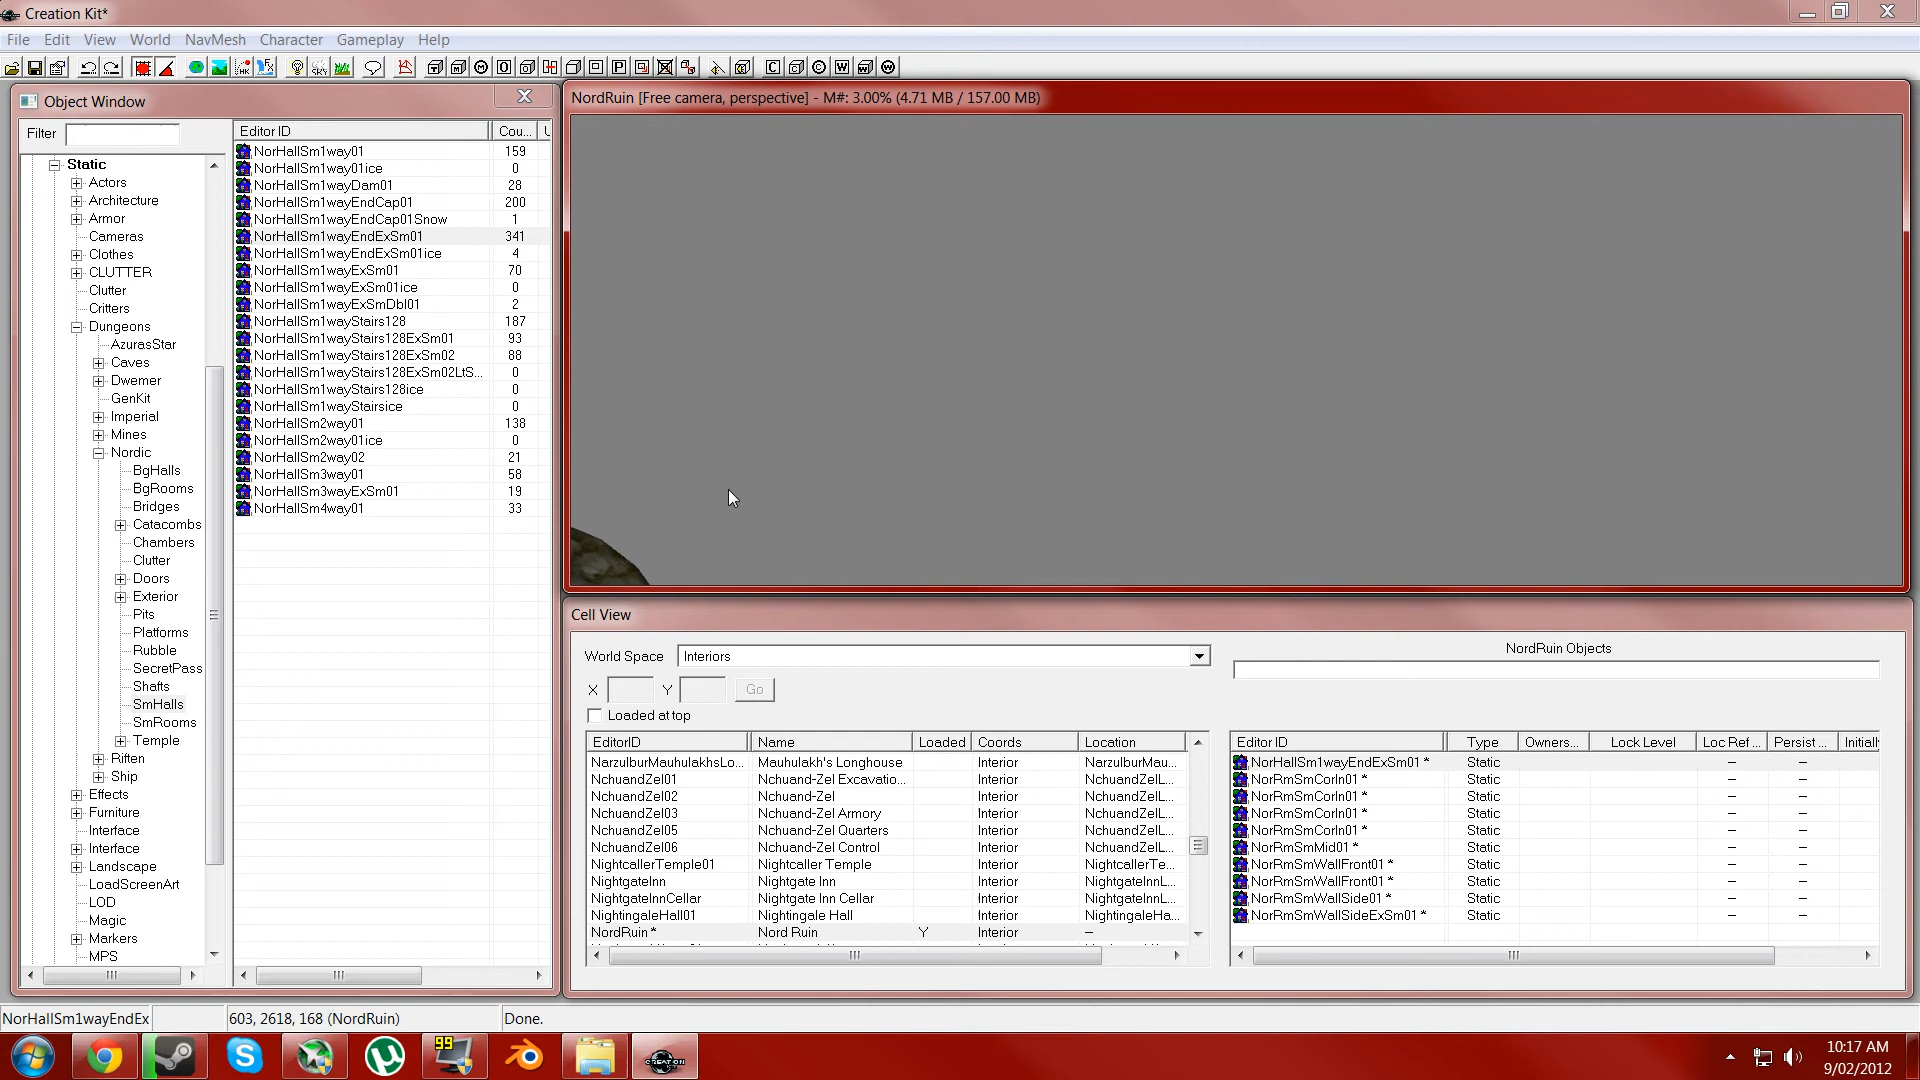 Creation Kit*
File Edit View World NavMesh Character Gameplay Help
Object Window
Filter
Static
Actors
Architecture
Armor
Cameras
Clothes
CLUTTER
Clutter
Critters
Dungeons
AzurasStar
Caves
Dwemer
GenKit
Imperial
Mines
Nordic
BgHalls
BgRooms
Bridges
Catacombs
Chambers
Clutter
Doors
Exterior
Pits
Platforms
Rubble
SecretPass
Shafts
SmHalls
SmRooms
Temple
Riften
Ship
Effects
Furniture
Interface
Interface
Landscape
LoadScreenArt
LOD
Magic
Markers
MPS
Editor ID Cou... U
NorHallSm1way01 159
NorHallSm1way01ice 0
NorHallSm1wayDam01 28
NorHallSm1wayEndCap01 200
NorHallSm1wayEndCap01Snow 1
NorHallSm1wayEndExSm01 341
NorHallSm1wayEndExSm01ice 4
NorHallSm1wayExSm01 70
NorHallSm1wayExSm01ice 0
NorHallSm1wayExSmDbl01 2
NorHallSm1wayStairs128 187
NorHallSm1wayStairs128ExSm01 93
NorHallSm1wayStairs128ExSm02 88
NorHallSm1wayStairs128ExSm02LtS... 0
NorHallSm1wayStairs128ice 0
NorHallSm1wayStairsice 0
NorHallSm2way01 138
NorHallSm2way01ice 0
NorHallSm2way02 21
NorHallSm3way01 58
NorHallSm3wayExSm01 19
NorHallSm4way01 33
NordRuin [Free camera, perspective] - M#: 3.00% (4.71 MB / 157.00 MB)
Cell View
World Space Interiors
X Y Go
Loaded at top
EditorID Name Loaded Coords Location
NarzulburMauhulakhsLo... Mauhulakh's Longhouse Interior NarzulburMau...
NchuandZel01 Nchuand-Zel Excavatio... Interior NchuandZelL...
NchuandZel02 Nchuand-Zel Interior NchuandZelL...
NchuandZel03 Nchuand-Zel Armory Interior NchuandZelL...
NchuandZel05 Nchuand-Zel Quarters Interior NchuandZelL...
NchuandZel06 Nchuand-Zel Control Interior NchuandZelL...
NightcallerTemple01 Nightcaller Temple Interior NightcallerTe...
NightgateInn Nightgate Inn Interior NightgateInnL...
NightgateInnCellar Nightgate Inn Cellar Interior NightgateInnL...
NightingaleHall01 Nightingale Hall Interior NightingaleHa...
NordRuin * Nord Ruin Y Interior –
NordRuin Objects
Editor ID Type Owners... Lock Level Loc Ref ... Persist ... Initially
NorHallSm1wayEndExSm01 * Static – –
NorRmSmCorIn01 * Static – –
NorRmSmCorIn01 * Static – –
NorRmSmCorIn01 * Static – –
NorRmSmCorIn01 * Static – –
NorRmSmMid01 * Static – –
NorRmSmWallFront01 * Static – –
NorRmSmWallFront01 * Static – –
NorRmSmWallSide01 * Static – –
NorRmSmWallSideExSm01 * Static – –
NorHallSm1wayEndEx 603, 2618, 168 (NordRuin) Done.
99
CREATION
10:17 AM
9/02/2012